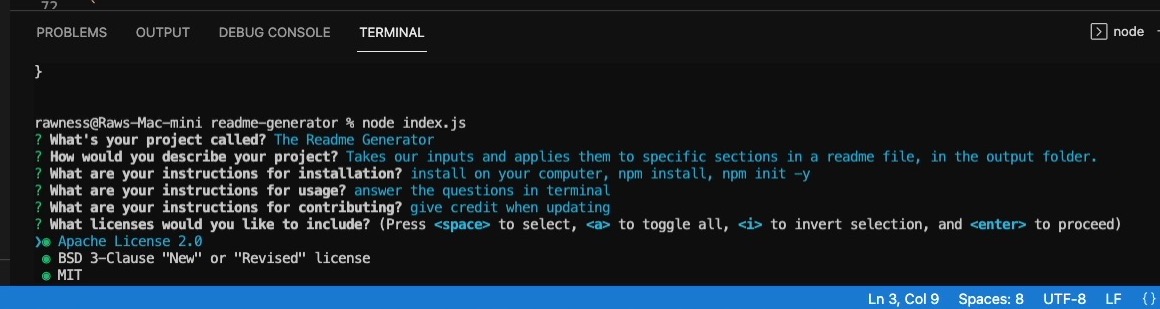 72
PROBLEMS OUTPUT DEBUG CONSOLE TERMINAL node
}
rawness@Raws-Mac-mini readme-generator % node index.js
? What's your project called? The Readme Generator
? How would you describe your project? Takes our inputs and applies them to specific sections in a readme file, in the output folder.
? What are your instructions for installation? install on your computer, npm install, npm init -y
? What are your instructions for usage? answer the questions in terminal
? What are your instructions for contributing? give credit when updating
? What licenses would you like to include? (Press <space> to select, <a> to toggle all, <i> to invert selection, and <enter> to proceed)
❯◉ Apache License 2.0
◉ BSD 3-Clause "New" or "Revised" license
◉ MIT
Ln 3, Col 9 Spaces: 8 UTF-8 LF {}